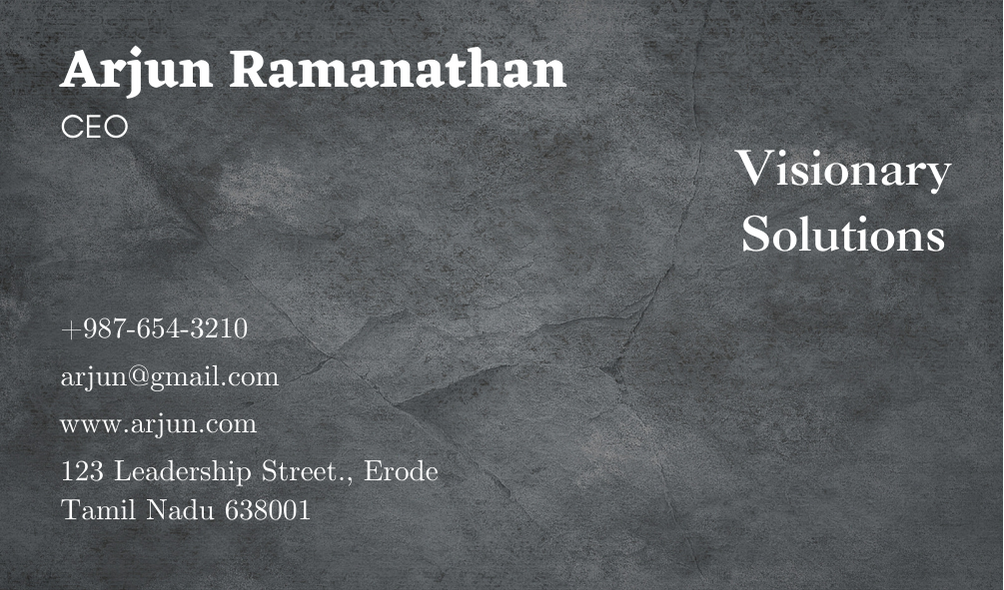 Arjun Ramanathan
CEO
Visionary
Solutions
+987-654-3210
arjun@gmail.com
www.arjun.com
123 Leadership Street., Erode
Tamil Nadu 638001